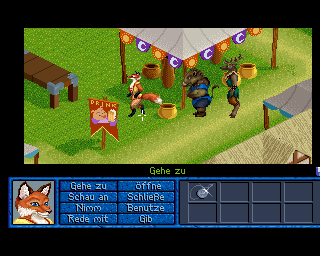 DRINK
Gehe zu
Gehe zu öffne
Schau an Schließe
Nimm Benutze
Rede mit Gib